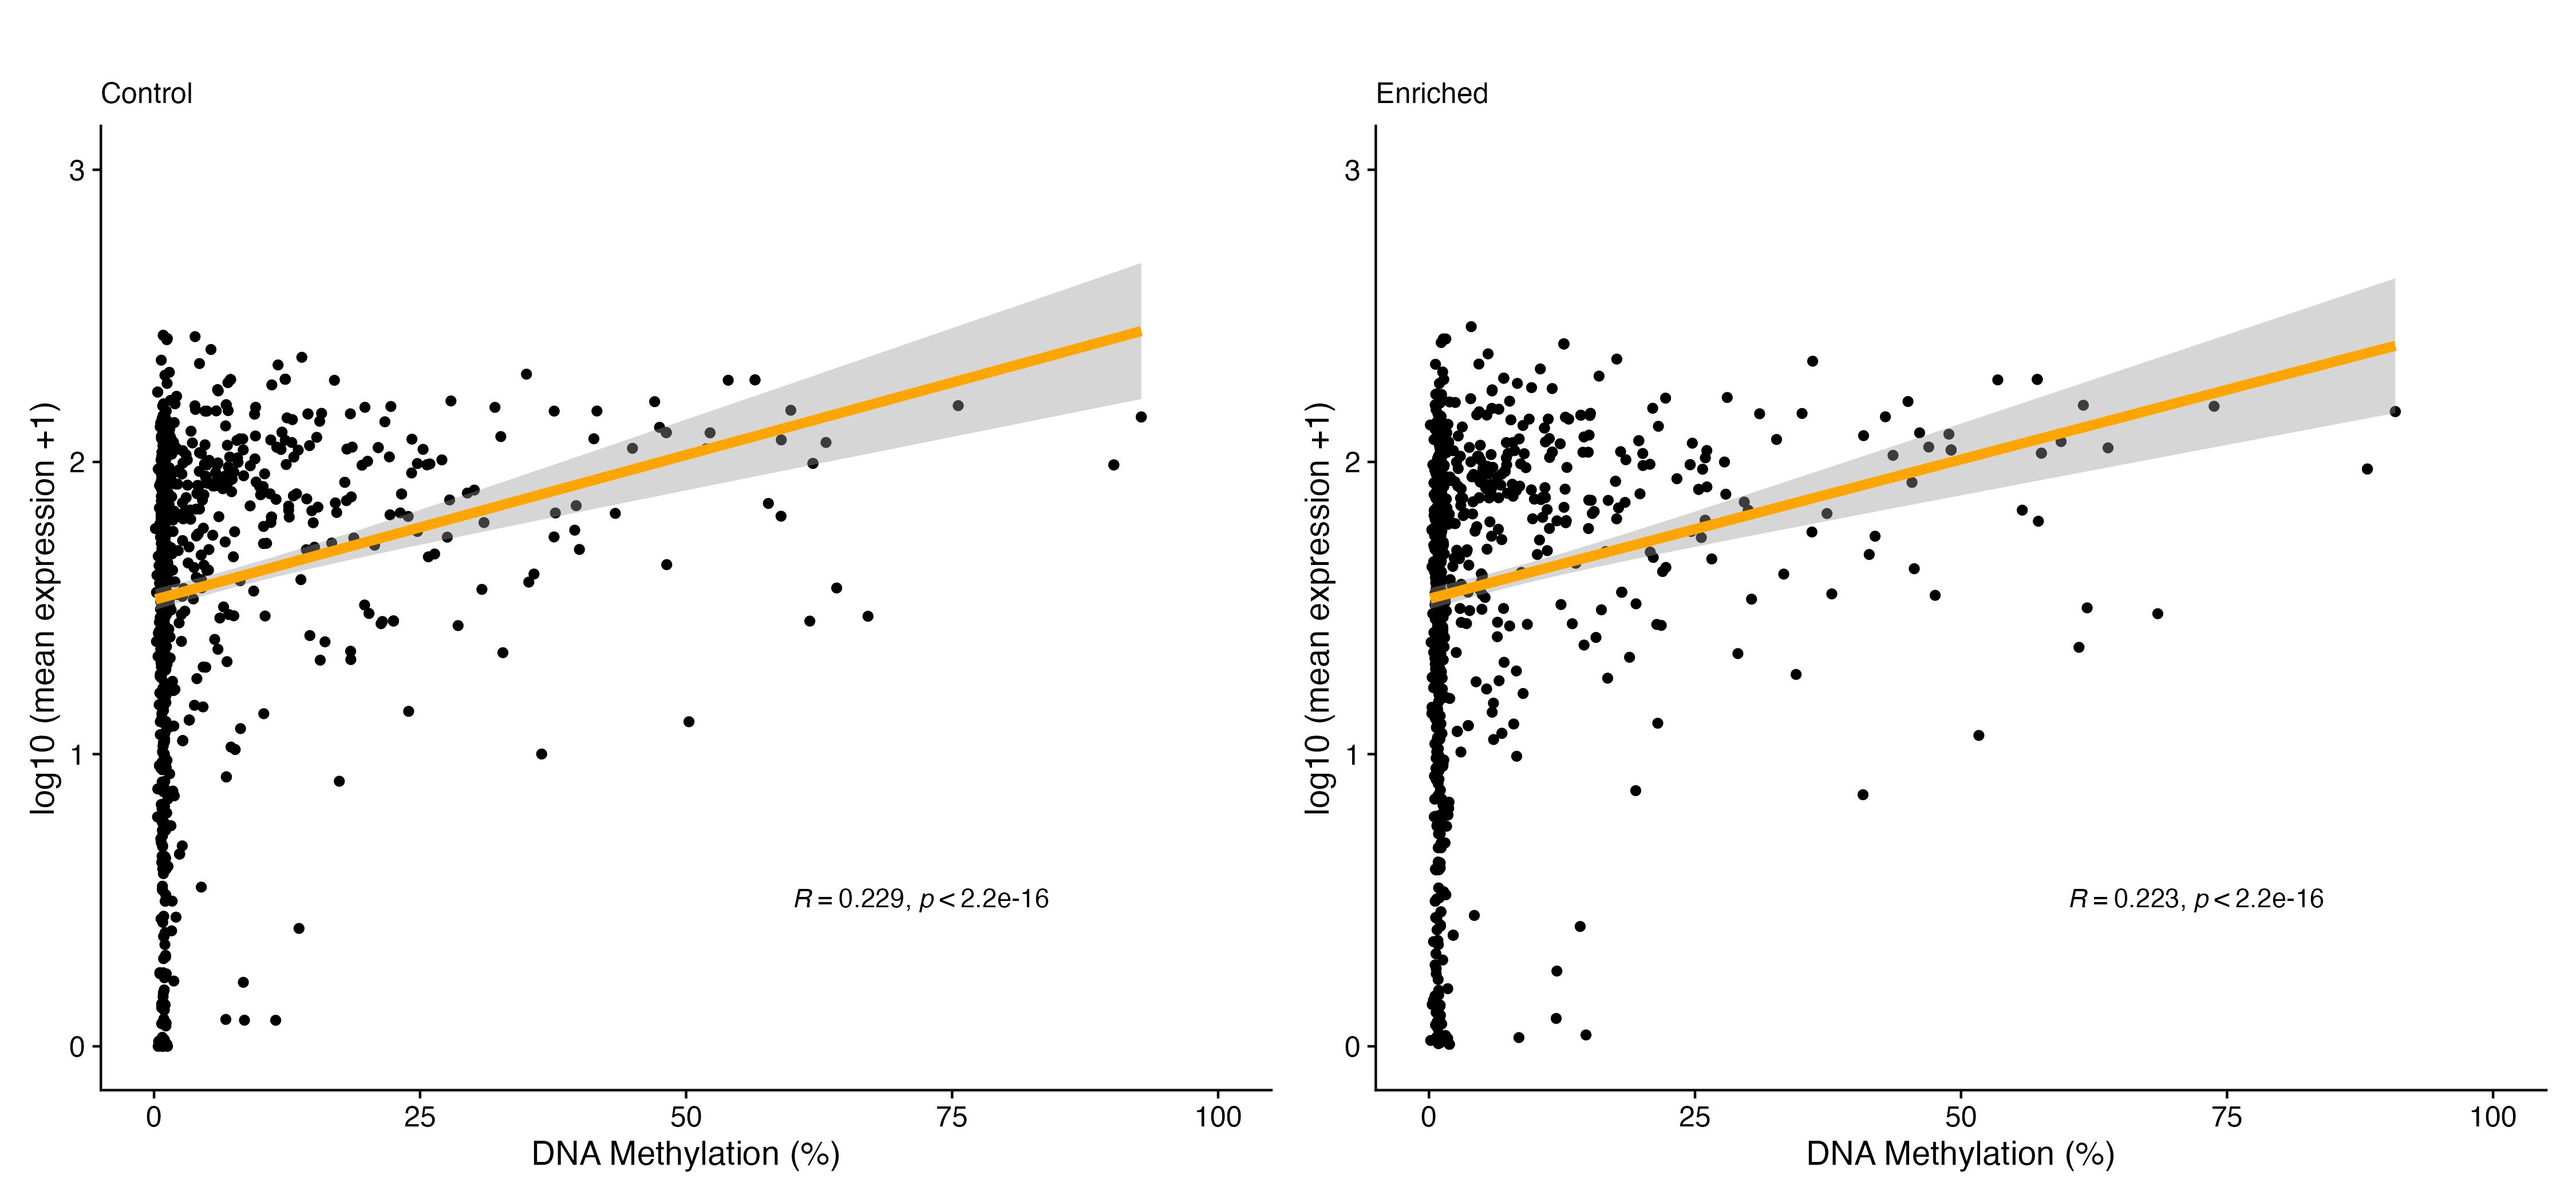 Control
3
2
1
0
log10 (mean expression +1)
R = 0.229, p < 2.2e-16
0 25 50 75 100
DNA Methylation (%)
Enriched
3
2
1
0
log10 (mean expression +1)
R = 0.223, p < 2.2e-16
0 25 50 75 100
DNA Methylation (%)